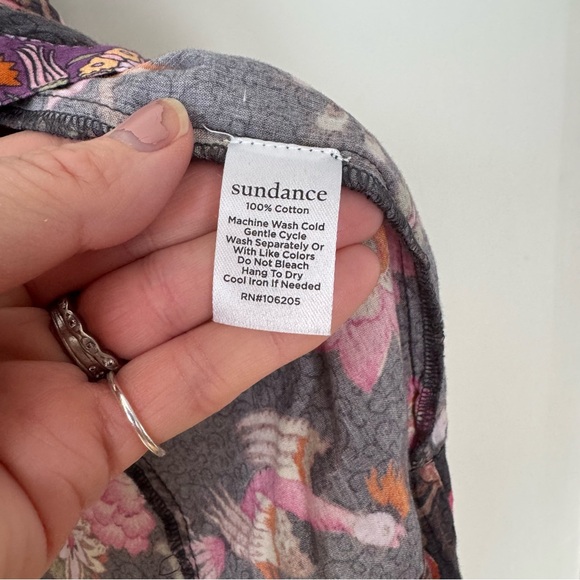 sundance
100% Cotton
Machine Wash Cold
Gentle Cycle
Wash Separately Or
With Like Colors
Do Not Bleach
Hang To Dry
Cool Iron If Needed
RN#106205